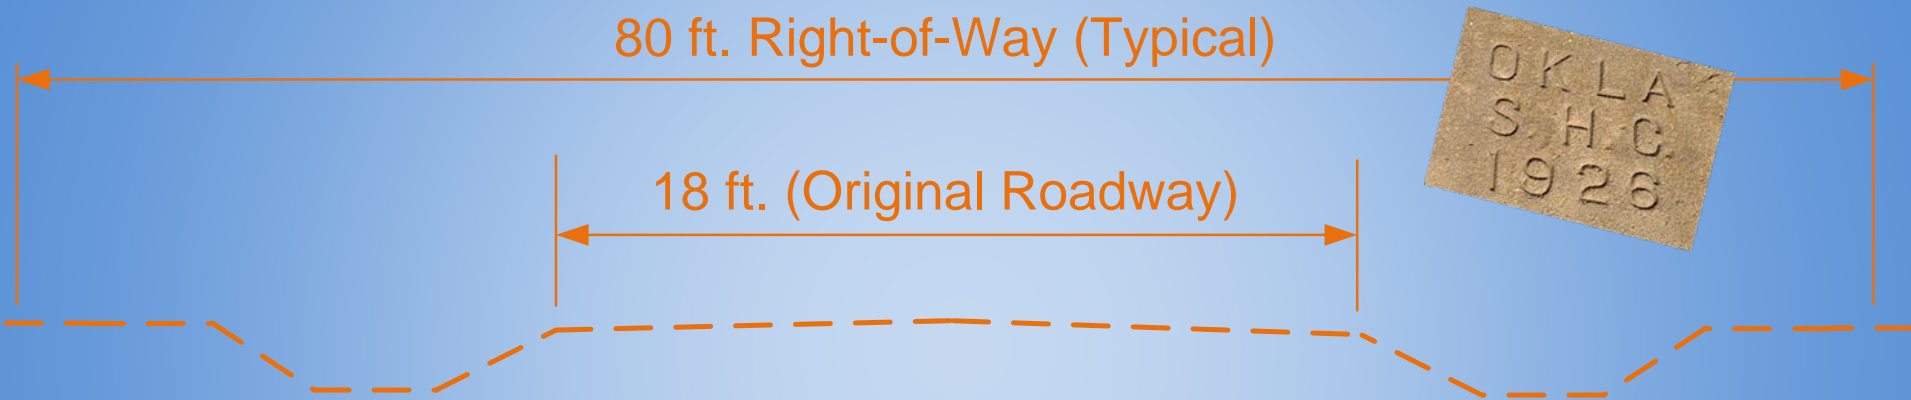 80 ft. Right-of-Way (Typical)
18 ft. (Original Roadway)
OKLA
S.H.C.
1926